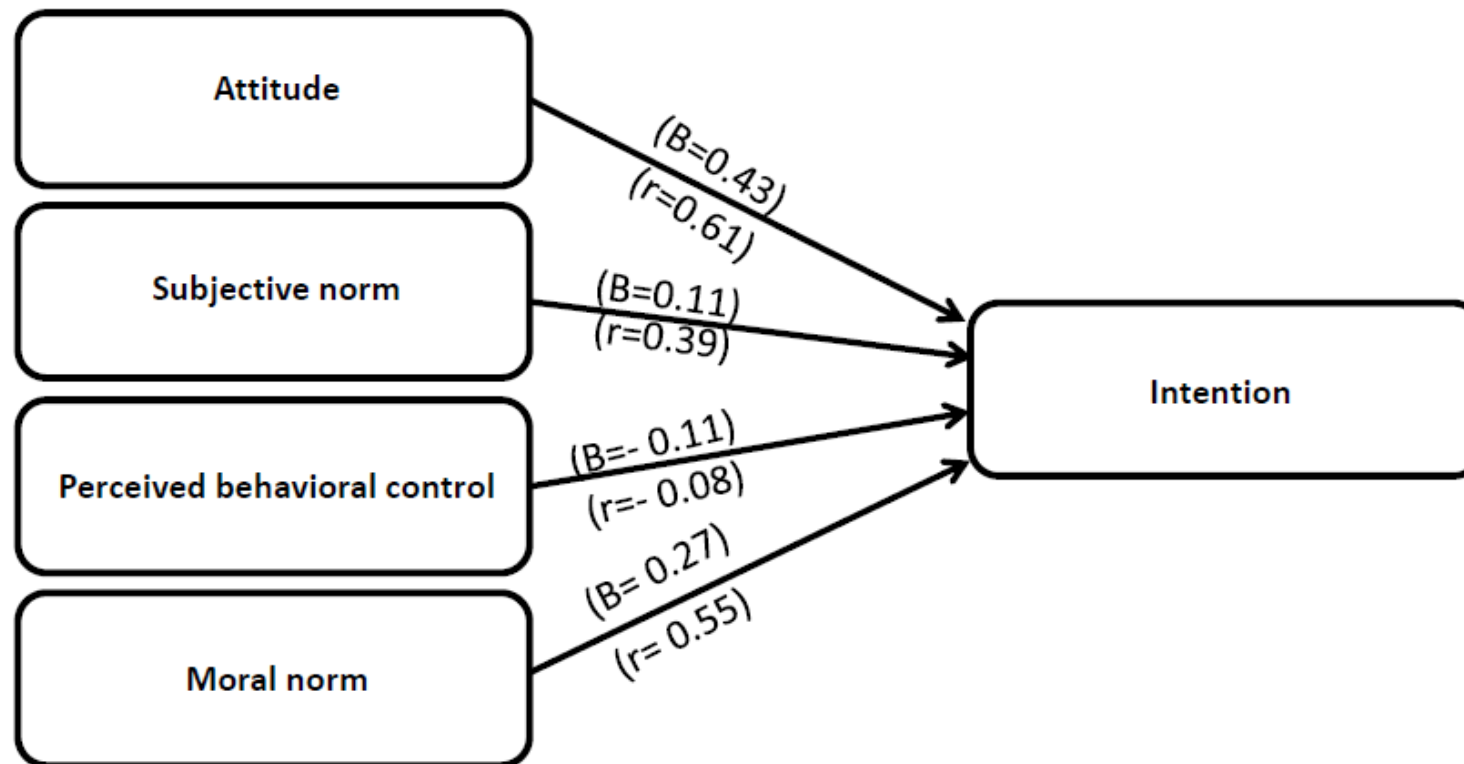 Attitude
(B=0.43)
(r=0.61)
Subjective norm
(B=0.11)
(r=0.39)
Intention
Perceived behavioral control
(B=- 0.11)
(r=- 0.08)
Moral norm
(B= 0.27)
(r= 0.55)